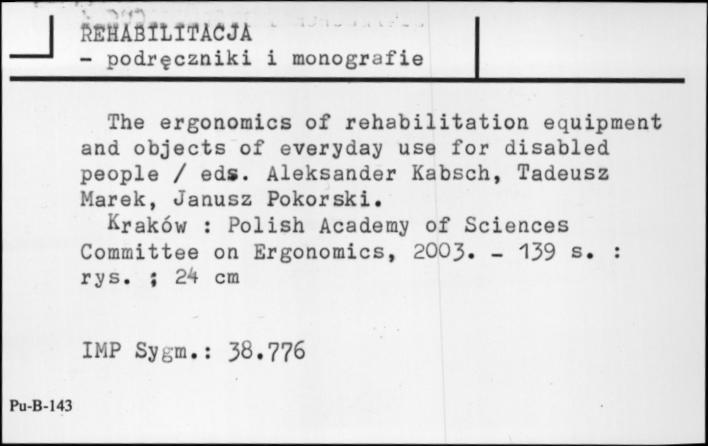 REHABILITACJA
- podręczniki i monografie
The ergonomics of rehabilitation equipment
and objects of everyday use for disabled
people / eds. Aleksander Kabsch, Tadeusz
Marek, Janusz Pokorski.
Kraków : Polish Academy of Sciences
Committee on Ergonomics, 2003. - 139 s. :
rys. ; 24 cm
IMP Sygm.: 38.776
Pu-B-143